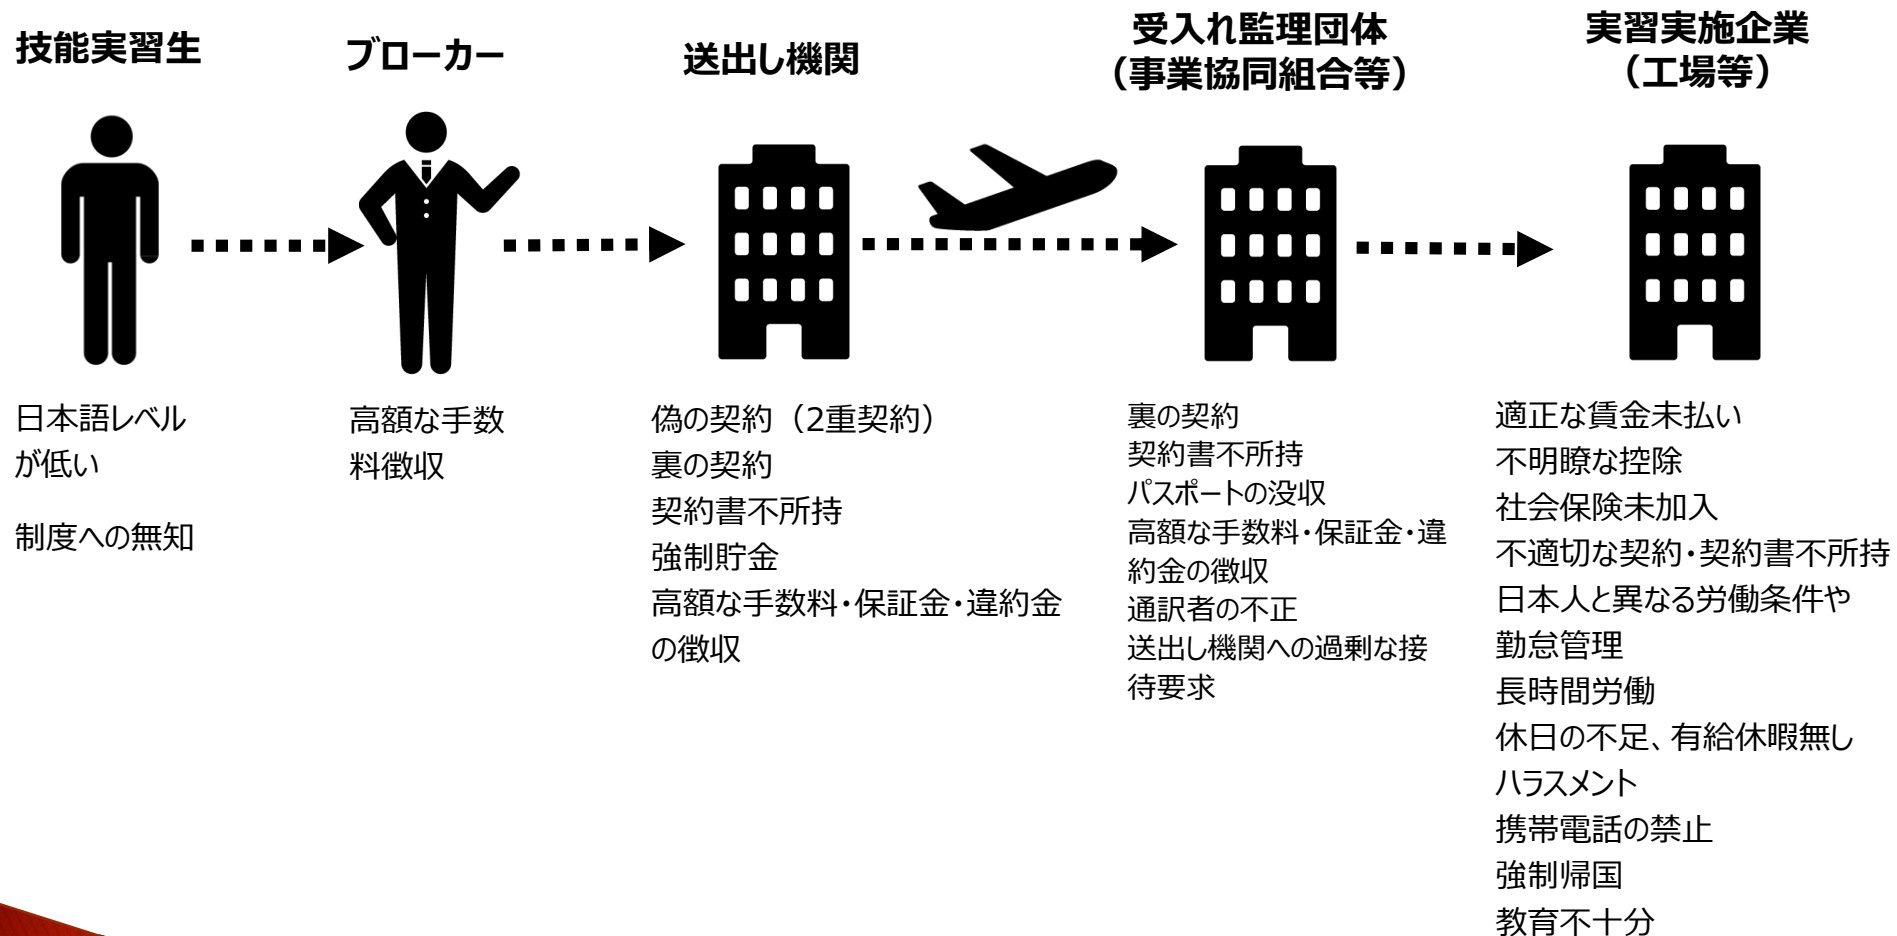 技能実習生
ブローカー
送出し機関
受入れ監理団体
（事業協同組合等）
実習実施企業
（工場等）
日本語レベル
が低い
制度への無知
高額な手数
料徴収
偽の契約（2重契約）
裏の契約
契約書不所持
強制貯金
高額な手数料・保証金・違約金
の徴収
裏の契約
契約書不所持
パスポートの没収
高額な手数料・保証金・違
約金の徴収
通訳者の不正
送出し機関への過剰な接
待要求
適正な賃金未払い
不明瞭な控除
社会保険未加入
不適切な契約・契約書不所持
日本人と異なる労働条件や
勤怠管理
長時間労働
休日の不足、有給休暇無し
ハラスメント
携帯電話の禁止
強制帰国
教育不十分